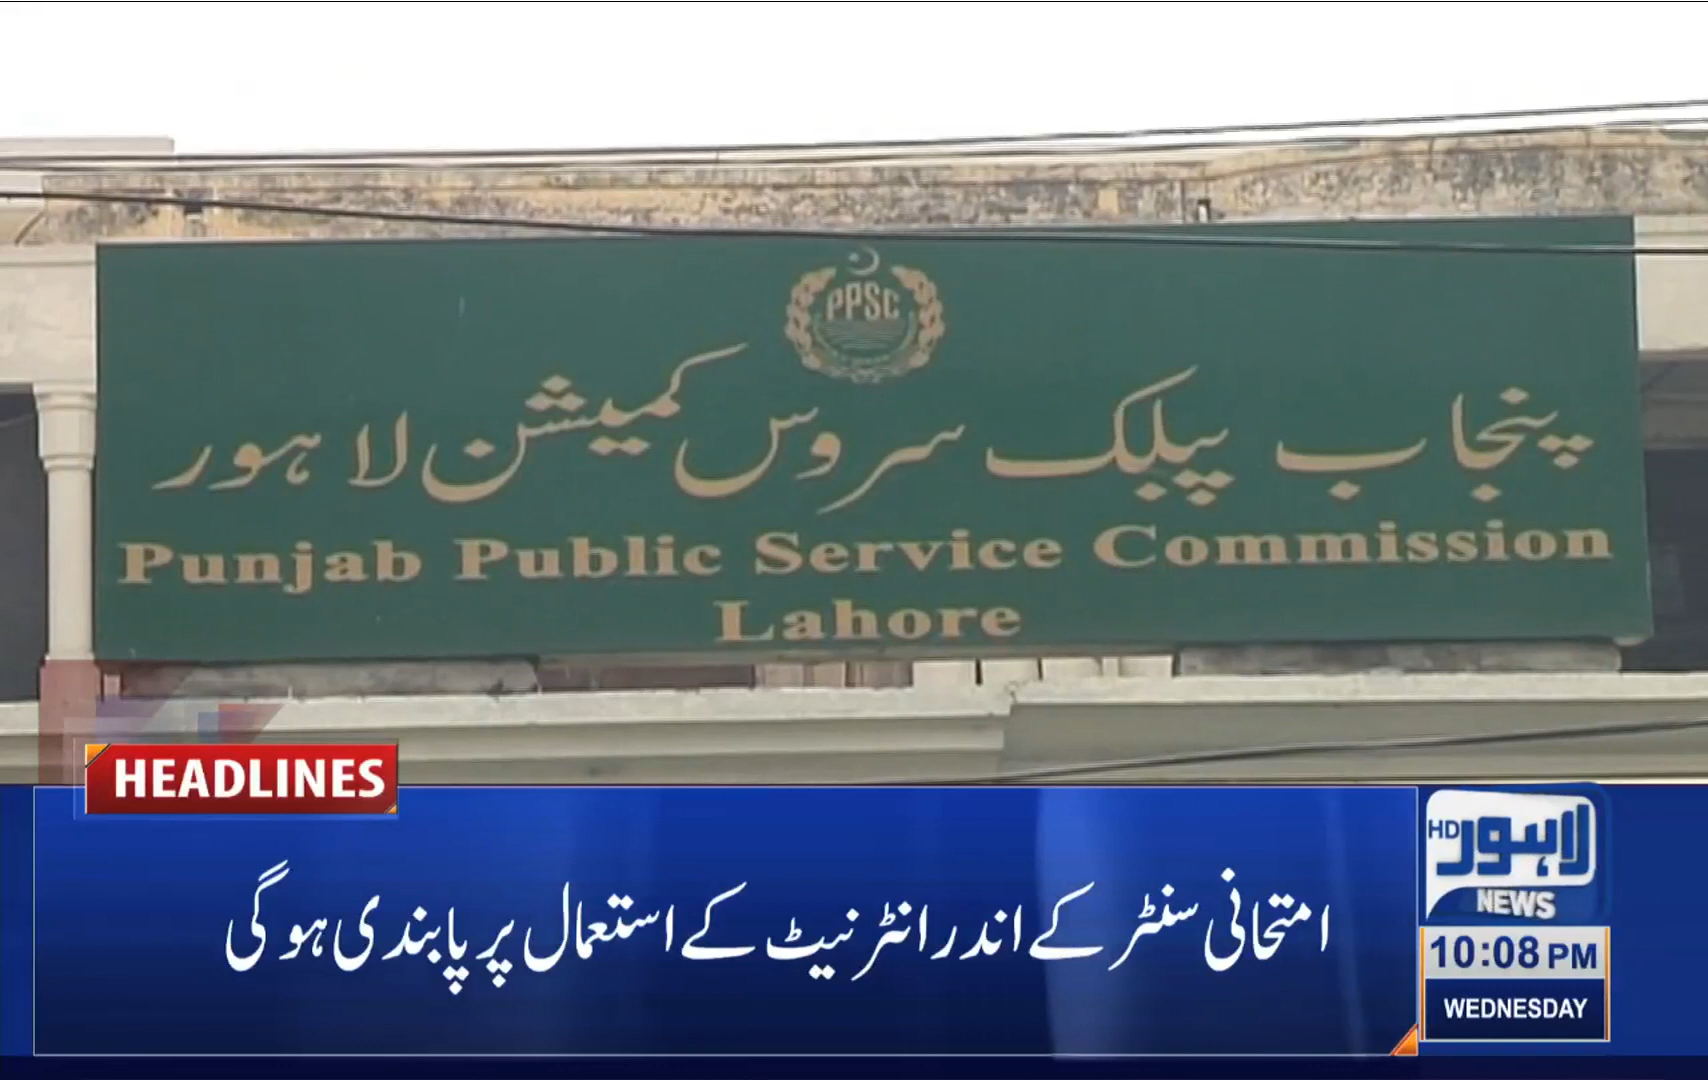 PPSC
پنجاب پبلک سروس کمیشن لاہور
Punjab Public Service Commission
Lahore
HEADLINES
امتحانی سنٹر کے اندر انٹرنیٹ کے استعمال پر پابندی ہوگی
لاہور HD
NEWS
10:08 PM
WEDNESDAY